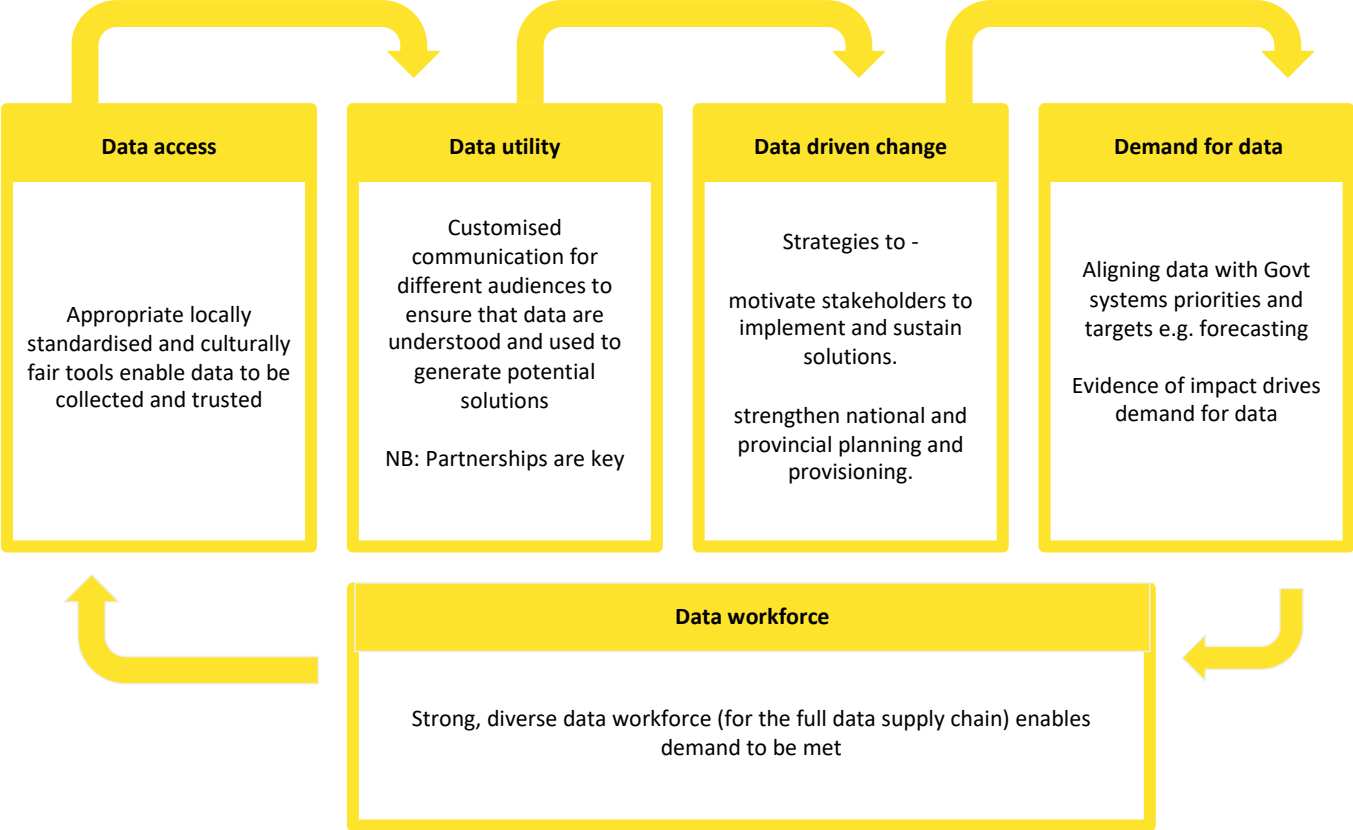 Data access
Appropriate locally
standardised and culturally
fair tools enable data to be
collected and trusted
Data utility
Customised
communication for
different audiences to
ensure that data are
understood and used to
generate potential
solutions
NB: Partnerships are key
Data driven change
Strategies to -
motivate stakeholders to
implement and sustain
solutions.
strengthen national and
provincial planning and
provisioning.
Demand for data
Aligning data with Govt
systems priorities and
targets e.g. forecasting
Evidence of impact drives
demand for data
Data workforce
Strong, diverse data workforce (for the full data supply chain) enables
demand to be met